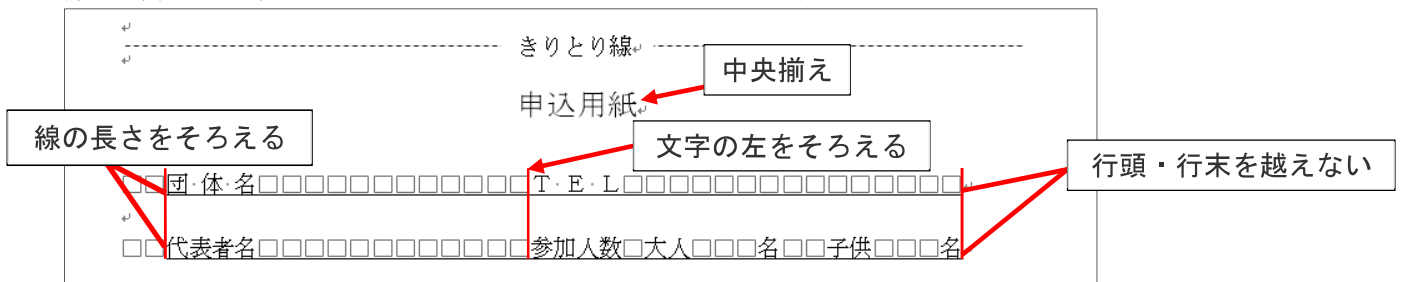 きりとり線
中央揃え
申込用紙
線の長さをそろえる
文字の左をそろえる
行頭・行末を越えない
□□団・体・名□□□□□□□□□□□□T・E・L□□□□□□□□□□□□□□□
□□代表者名□□□□□□□□□□□□参加人数□大人□□□名□□子供□□□名